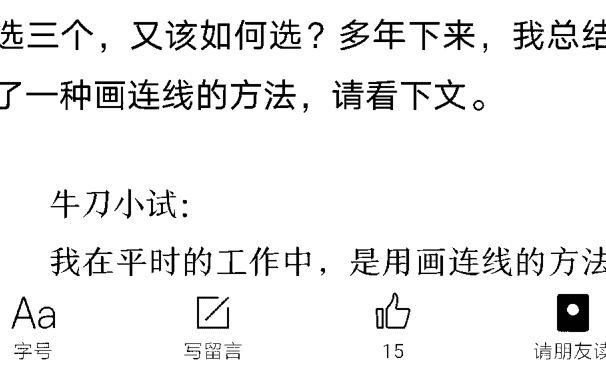 选三个，又该如何选？多年下来，我总结
了一种画连线的方法，请看下文。
牛刀小试：
我在平时的工作中，是用画连线的方法
Aa
字号
写留言
15
请朋友读